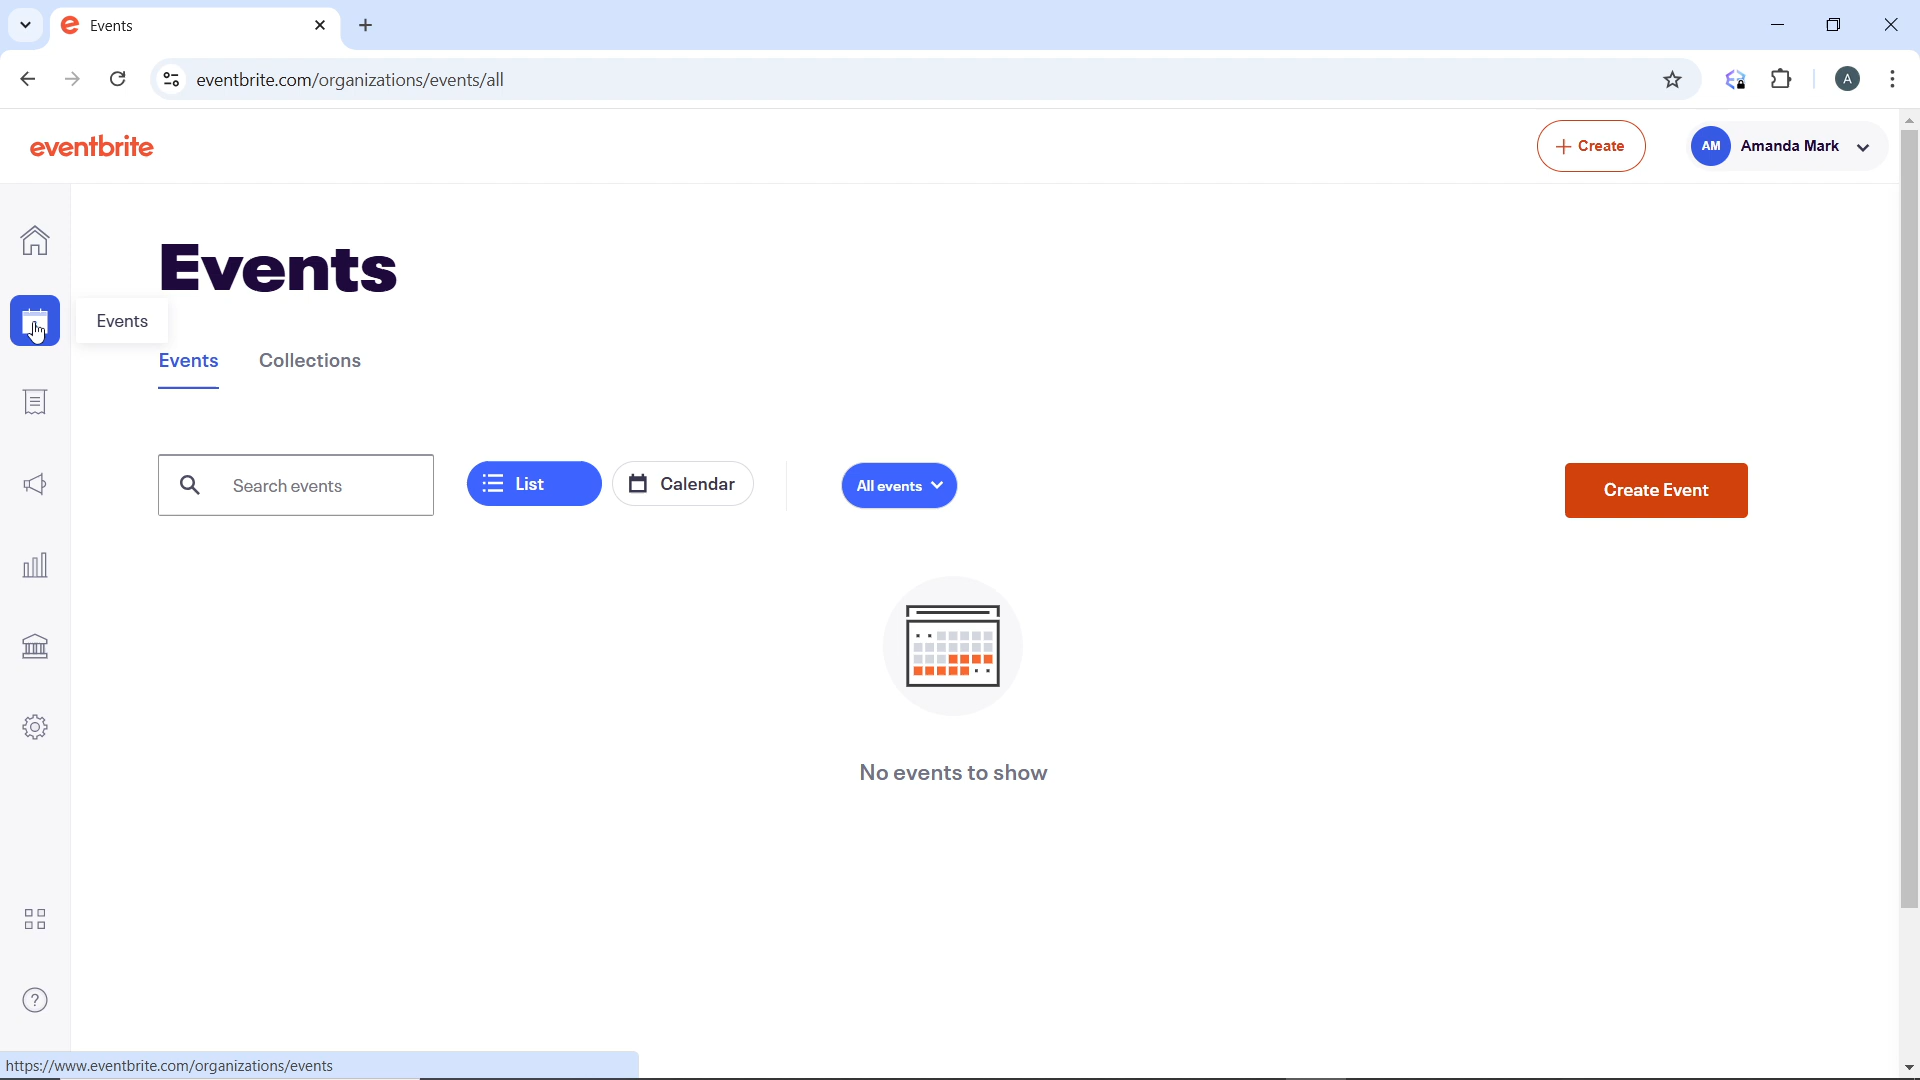 Events
eventbrite.com/organizations/events/all
A
eventbrite
Create
AM
Amanda Mark
Events
Events
Events
Collections
Search events
List
Calendar
All events
Create Event
No events to show
?
https://www.eventbrite.com/organizations/events